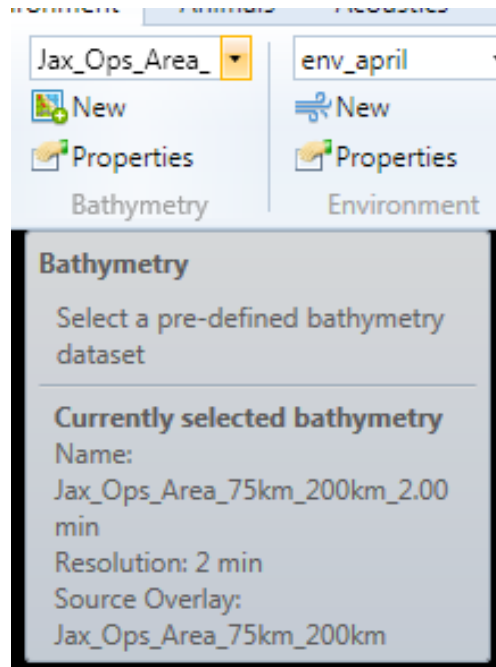 Jax_Ops_Area_ env_april
New New
Properties Properties
Bathymetry Environment
Bathymetry
Select a pre-defined bathymetry
dataset
Currently selected bathymetry
Name:
Jax_Ops_Area_75km_200km_2.00
min
Resolution: 2 min
Source Overlay:
Jax_Ops_Area_75km_200km